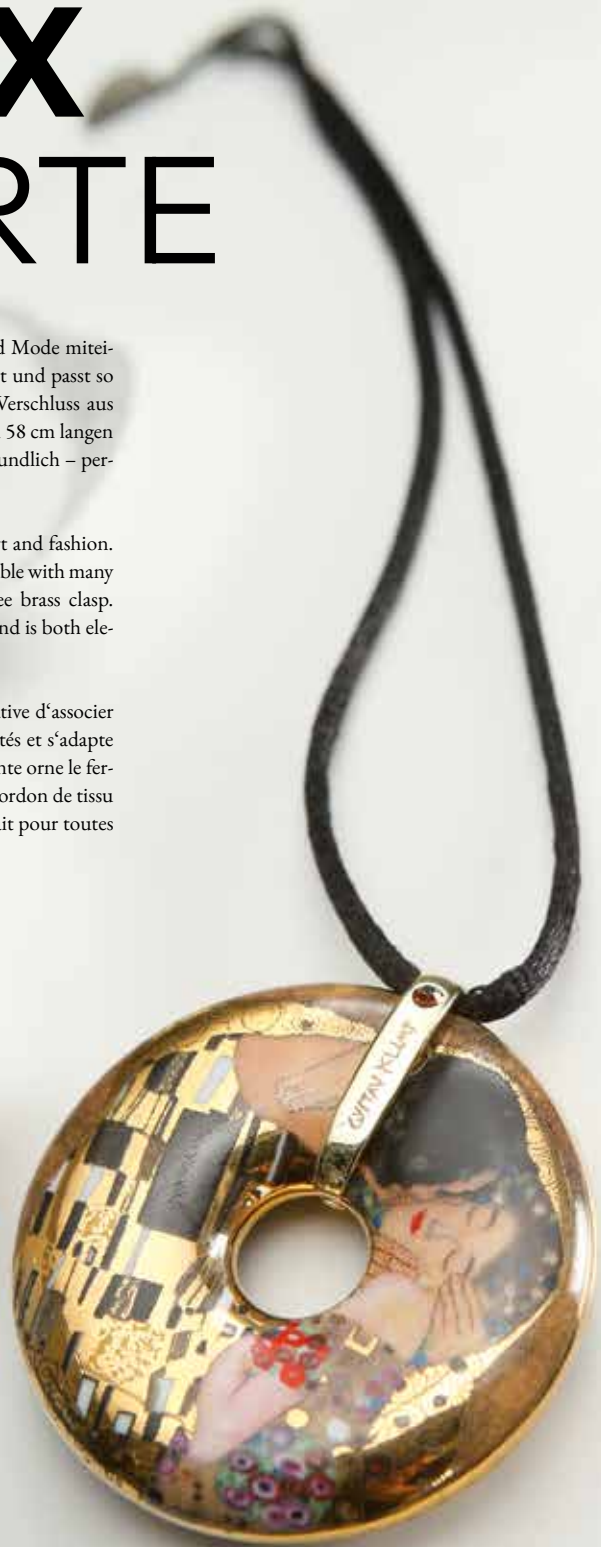 X
RTE
d Mode mitei-
t und passt so
Verschluss aus
58 cm langen
undlich – per-
t and fashion.
ble with many
ee brass clasp.
nd is both ele-
tive d‘associer
tés et s‘adapte
nte orne le fer-
ordon de tissu
it pour toutes
GVSTAV KLIMT